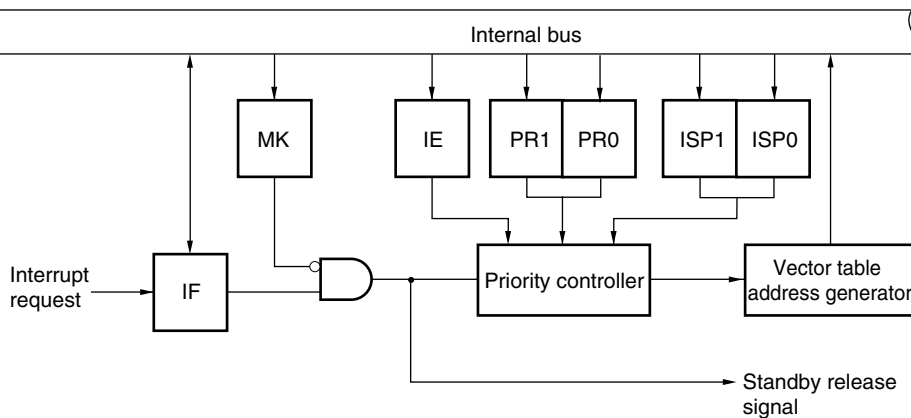 Internal bus
MK
IE
PR1
PR0
ISP1
ISP0
Interrupt
request
IF
Priority controller
Vector table
address generator
Standby release
signal